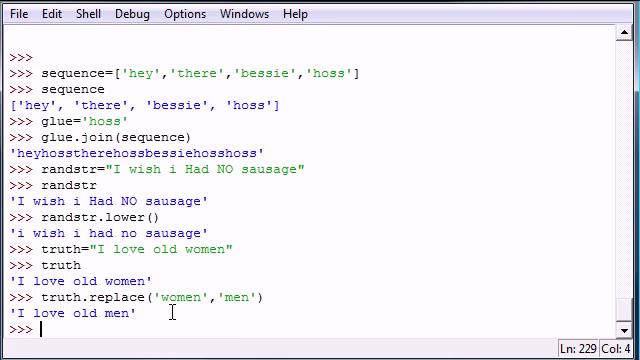 File Edit Shell Debug Options Windows Help
>>>
>>> sequence=['hey','there','bessie','hoss']
>>> sequence
['hey', 'there', 'bessie', 'hoss']
>>> glue='hoss'
>>> glue.join(sequence)
'heyhosstherehossbessiehosshoss'
>>> randstr="I wish i Had NO sausage"
>>> randstr
'I wish i Had NO sausage'
>>> randstr.lower()
'i wish i had no sausage'
>>> truth="I love old women"
>>> truth
'I love old women'
>>> truth.replace('women','men')
'I love old men'
>>>
Ln: 229 Col: 4